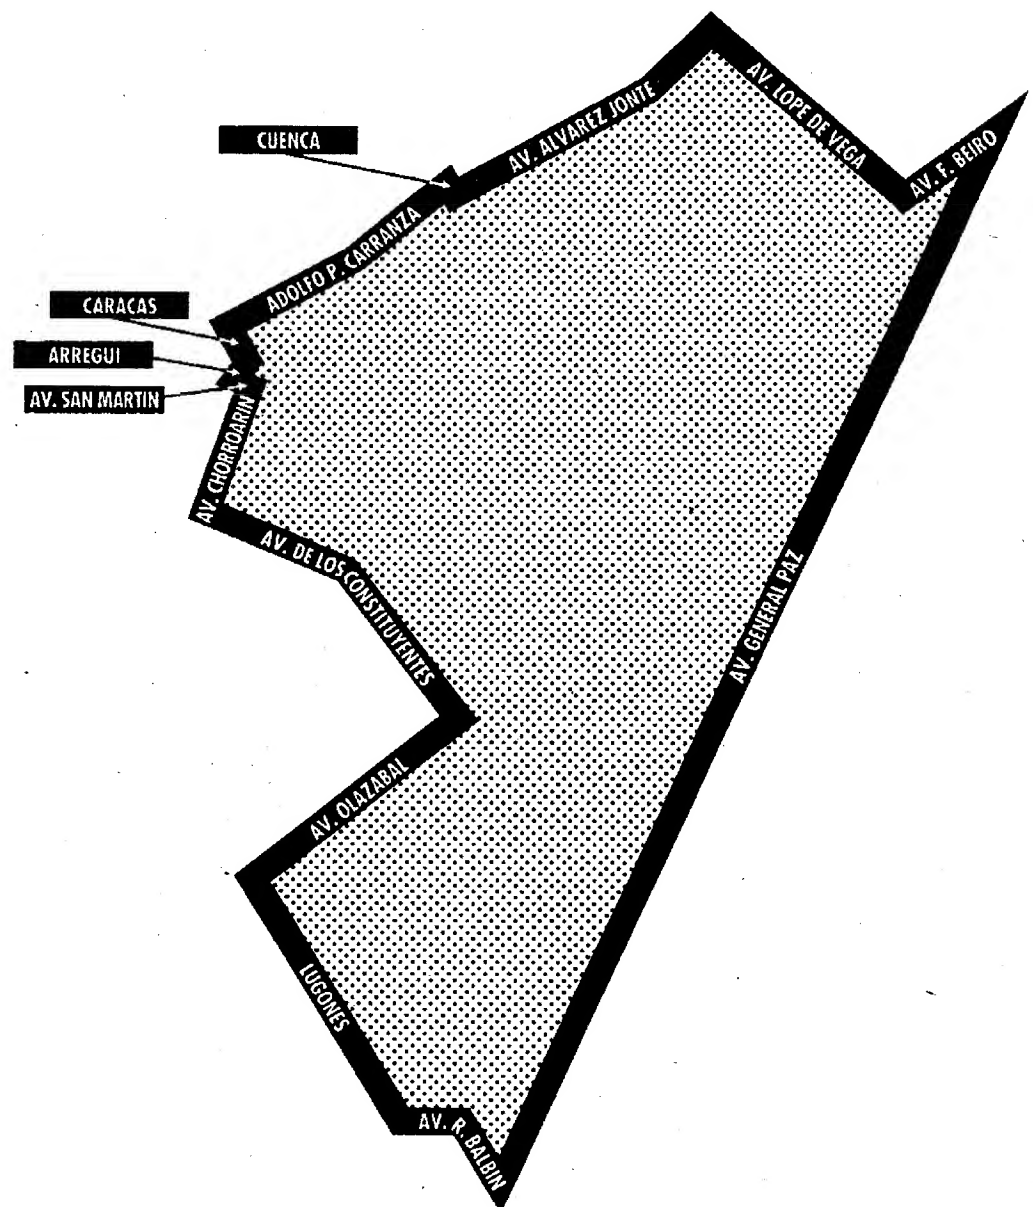 AV. LOPE DE VEGA
AV. ALVAREZ JONTE
AV. F. BEIRO
CUENCA
ADOLFO P. CARRANZA
CARACAS
ARREGUI
AV. SAN MARTIN
AV. CHORROARIN
AV. DE LOS CONSTITUYENTES
AV. GENERAL PAZ
AV. OLAZABAL
LUGONES
AV. R. BALBIN